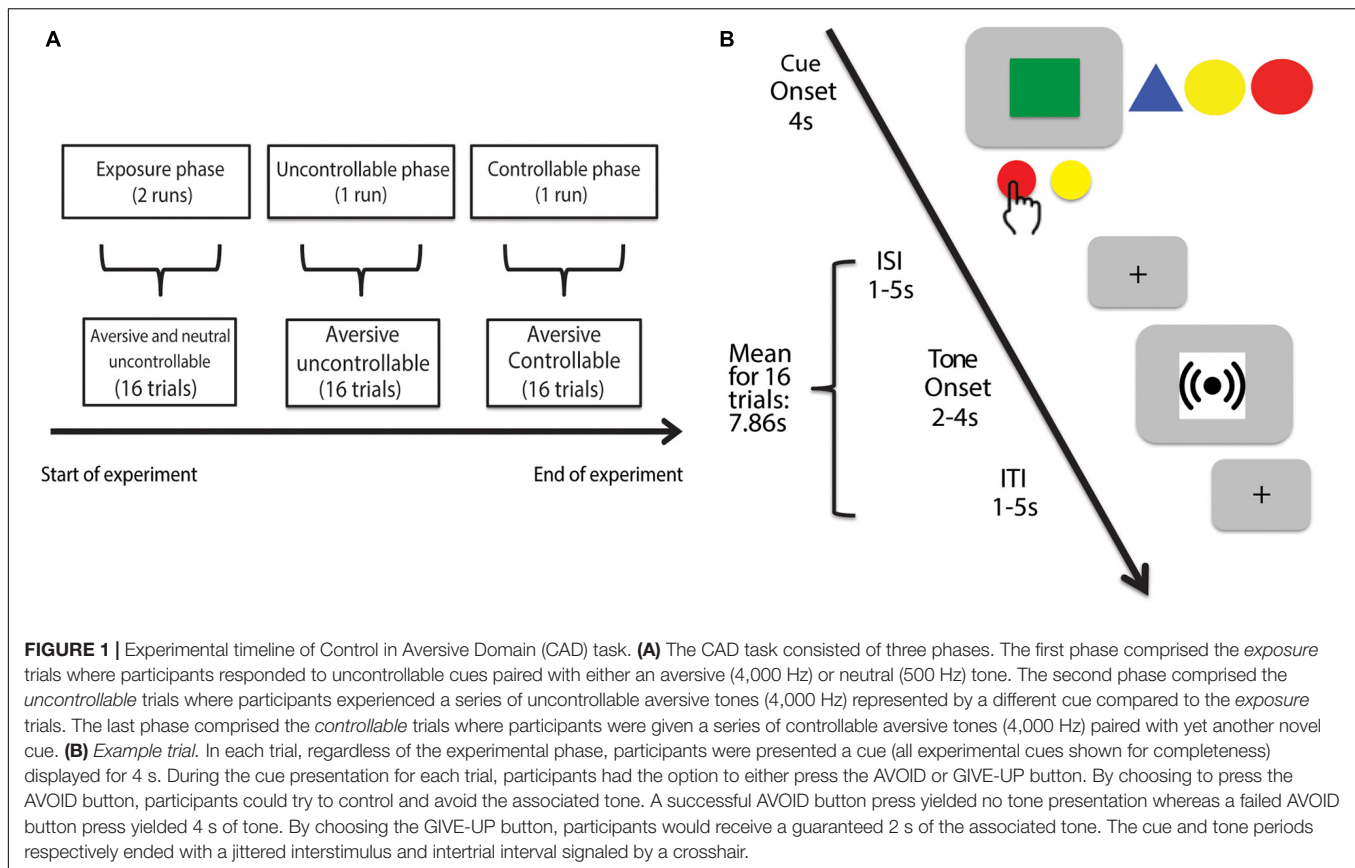 A
Exposure phase
(2 runs)
Uncontrollable phase
(1 run)
Controllable phase
(1 run)
Aversive and neutral
uncontrollable
(16 trials)
Aversive
uncontrollable
(16 trials)
Aversive
Controllable
(16 trials)
Start of experiment
End of experiment
B
Cue
Onset
4s
ISI
1-5s
Mean
for 16
trials:
7.86s
Tone
Onset
2-4s
ITI
1-5s
FIGURE 1 | Experimental timeline of Control in Aversive Domain (CAD) task. (A) The CAD task consisted of three phases. The first phase comprised the exposure
trials where participants responded to uncontrollable cues paired with either an aversive (4,000 Hz) or neutral (500 Hz) tone. The second phase comprised the
uncontrollable trials where participants experienced a series of uncontrollable aversive tones (4,000 Hz) represented by a different cue compared to the exposure
trials. The last phase comprised the controllable trials where participants were given a series of controllable aversive tones (4,000 Hz) paired with yet another novel
cue. (B) Example trial. In each trial, regardless of the experimental phase, participants were presented a cue (all experimental cues shown for completeness)
displayed for 4 s. During the cue presentation for each trial, participants had the option to either press the AVOID or GIVE-UP button. By choosing to press the
AVOID button, participants could try to control and avoid the associated tone. A successful AVOID button press yielded no tone presentation whereas a failed AVOID
button press yielded 4 s of tone. By choosing the GIVE-UP button, participants would receive a guaranteed 2 s of the associated tone. The cue and tone periods
respectively ended with a jittered interstimulus and intertrial interval signaled by a crosshair.